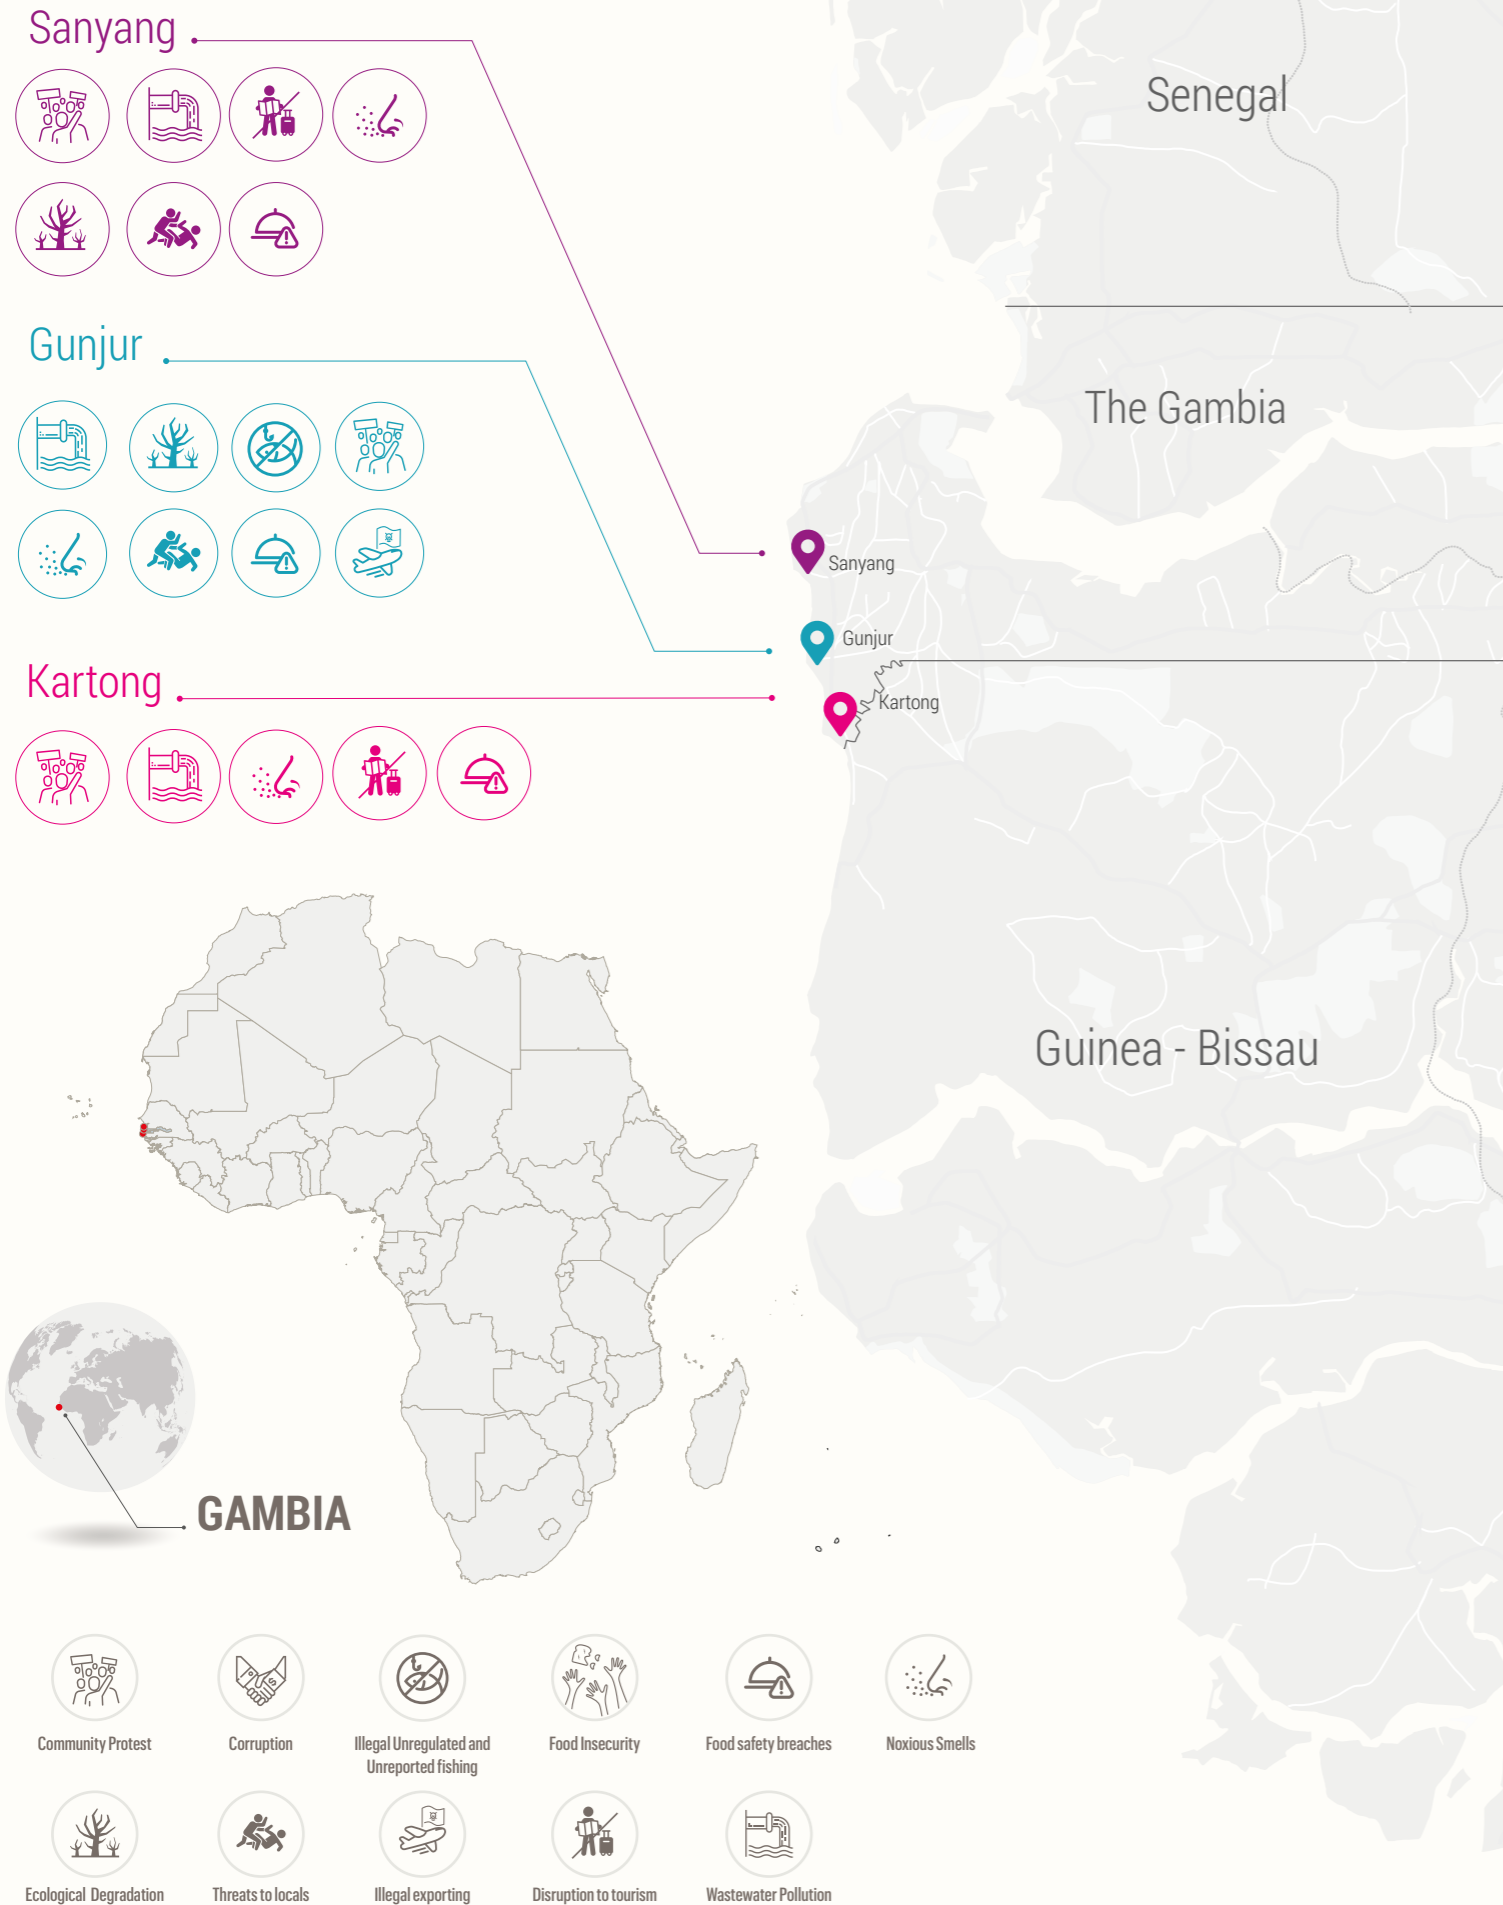 Sanyang
Gunjur
Kartong
Senegal
The Gambia
Sanyang
Gunjur
Kartong
Guinea - Bissau
GAMBIA
Community Protest
Corruption
Illegal Unregulated and
Unreported fishing
Food Insecurity
Food safety breaches
Noxious Smells
Ecological Degradation
Threats to locals
Illegal exporting
Disruption to tourism
Wastewater Pollution